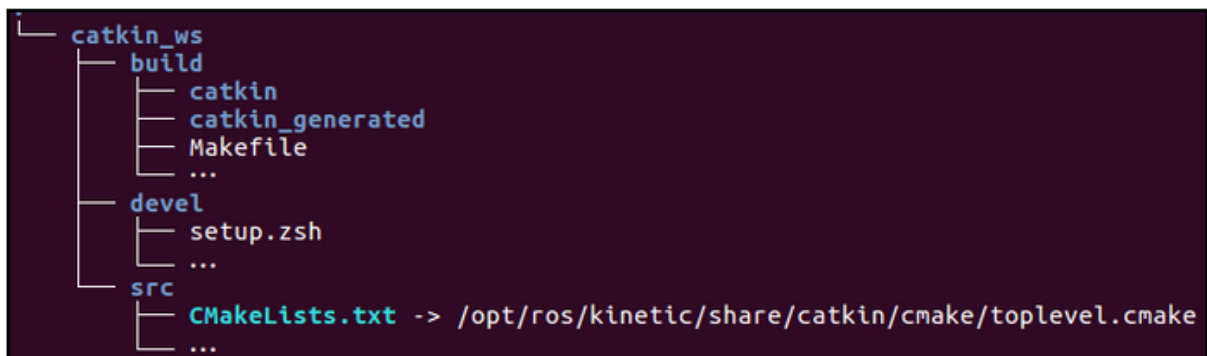 catkin_ws
build
catkin
catkin_generated
Makefile
...
devel
setup.zsh
...
src
CMakeLists.txt -> /opt/ros/kinetic/share/catkin/cmake/toplevel.cmake
...